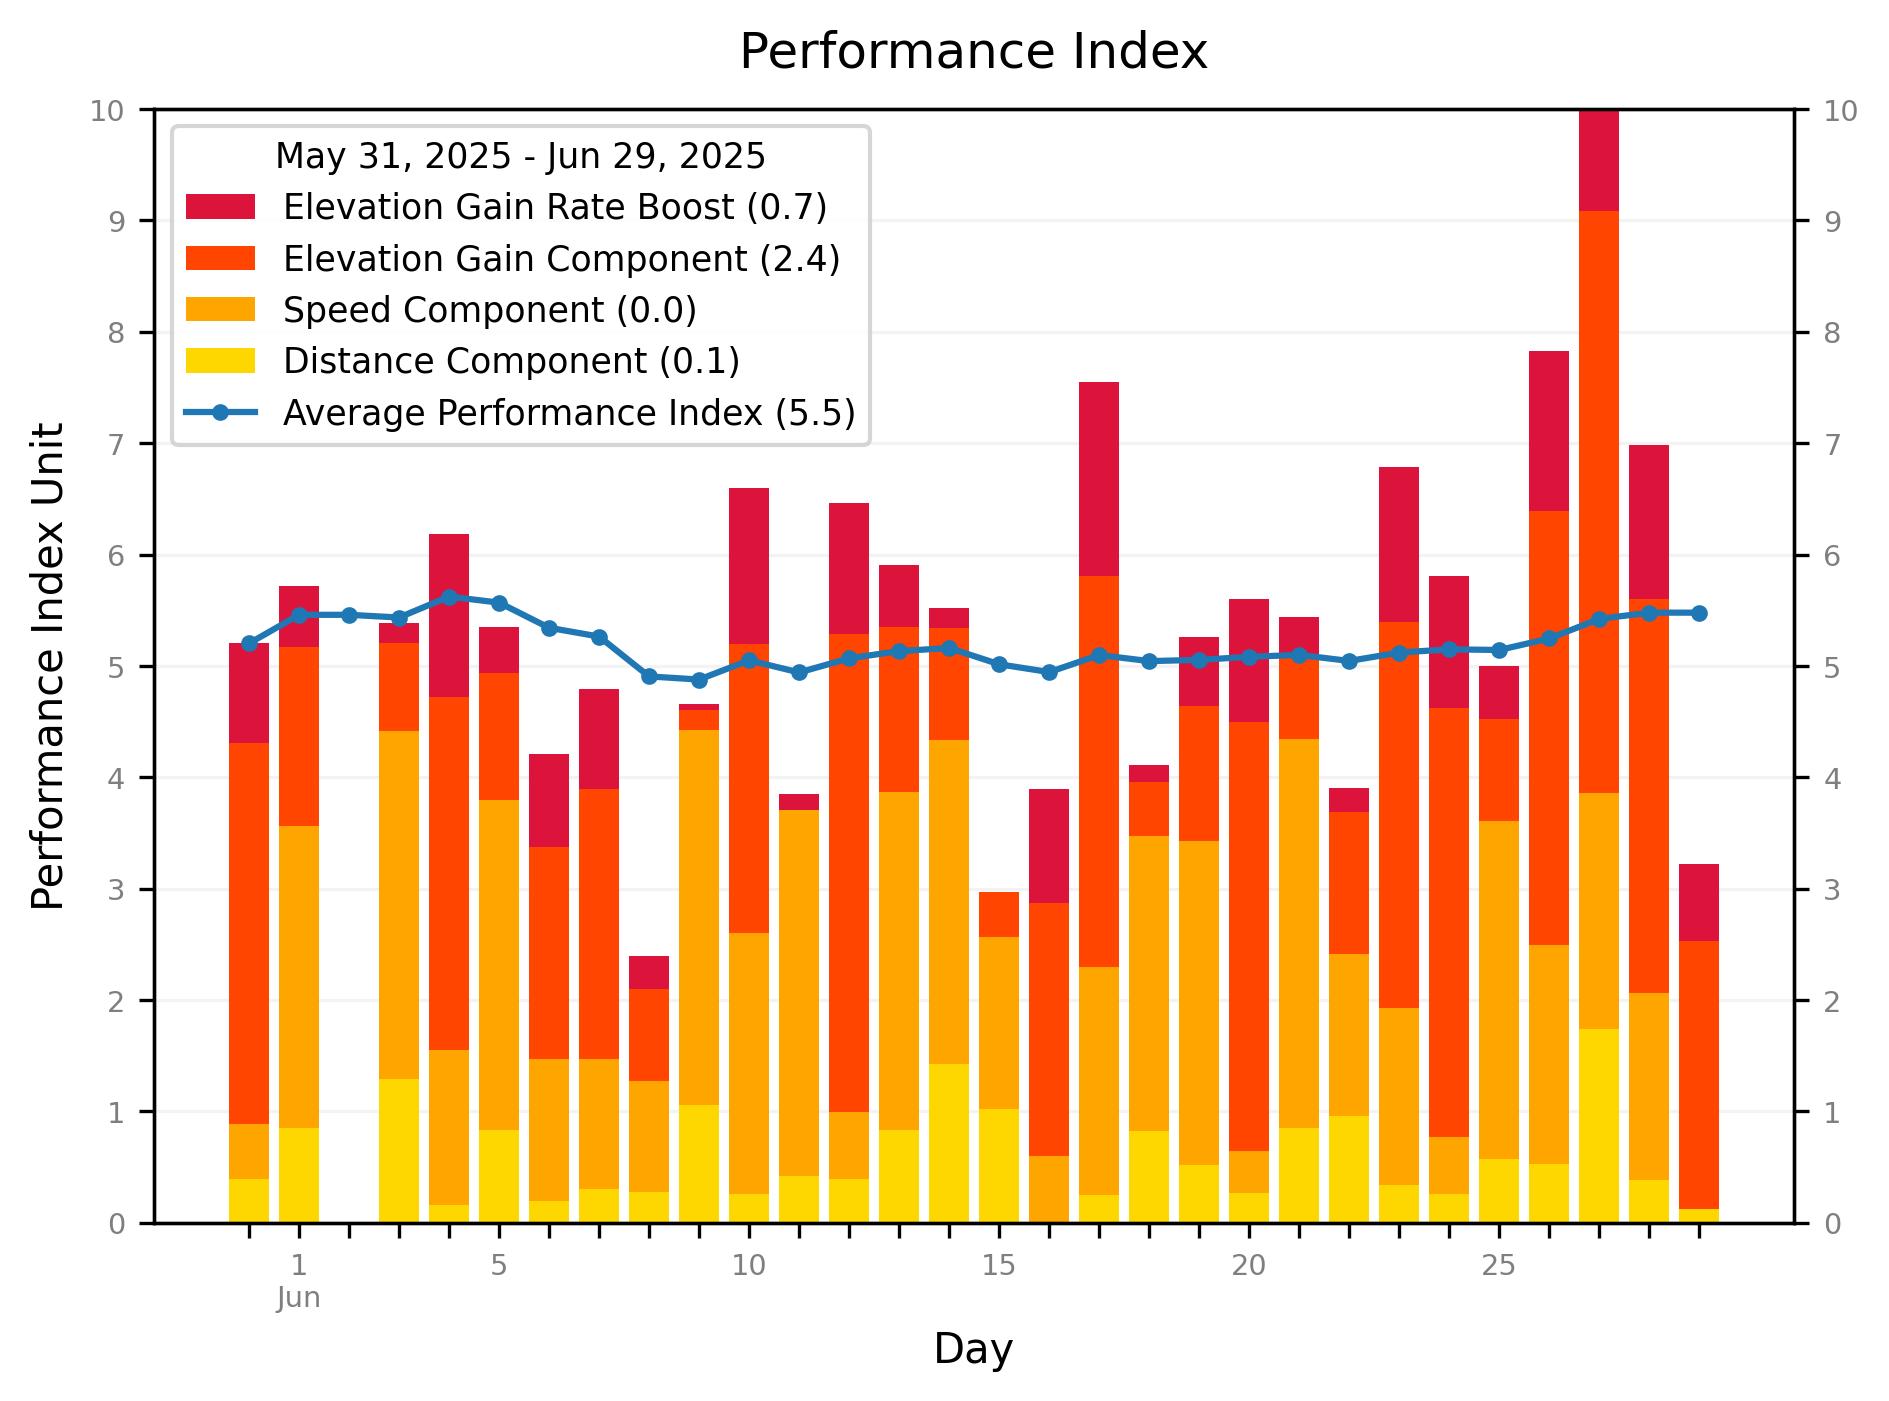 Performance Index
10
9
8
7
6
5
4
3
2
1
0
Performance Index Unit
May 31, 2025 - Jun 29, 2025
Elevation Gain Rate Boost (0.7)
Elevation Gain Component (2.4)
Speed Component (0.0)
Distance Component (0.1)
Average Performance Index (5.5)
10
9
8
7
6
5
4
3
2
1
0
1 5 10 15 20 25
Jun
Day